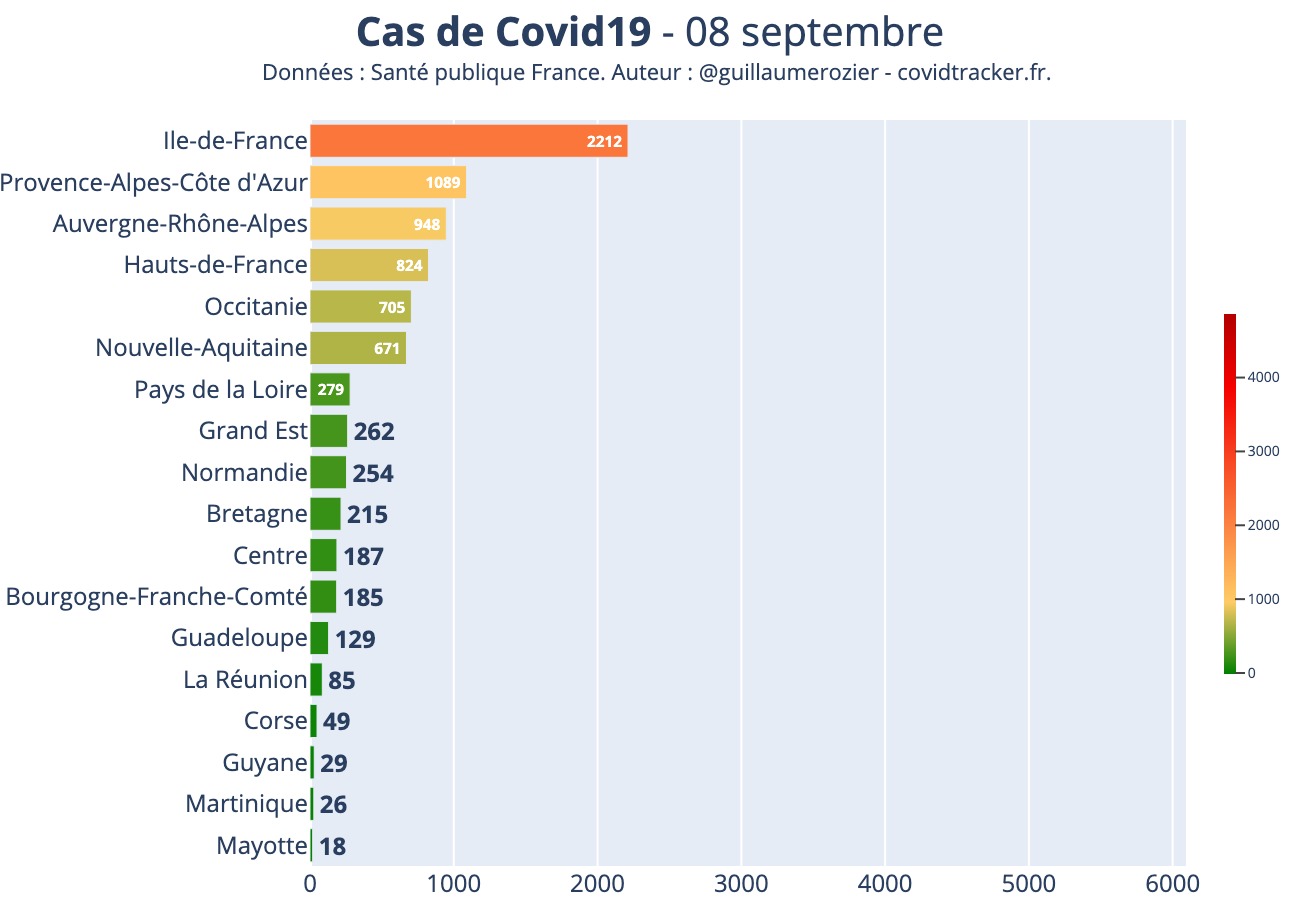 Cas de Covid19 - 08 septembre
Données : Santé publique France. Auteur : @guillaumerozier - covidtracker.fr.
Ile-de-France 2212
Provence-Alpes-Côte d'Azur 1089
Auvergne-Rhône-Alpes 948
Hauts-de-France 824
Occitanie 705
Nouvelle-Aquitaine 671
Pays de la Loire 279
Grand Est 262
Normandie 254
Bretagne 215
Centre 187
Bourgogne-Franche-Comté 185
Guadeloupe 129
La Réunion 85
Corse 49
Guyane 29
Martinique 26
Mayotte 18
0 1000 2000 3000 4000 5000 6000
4000
3000
2000
1000
0